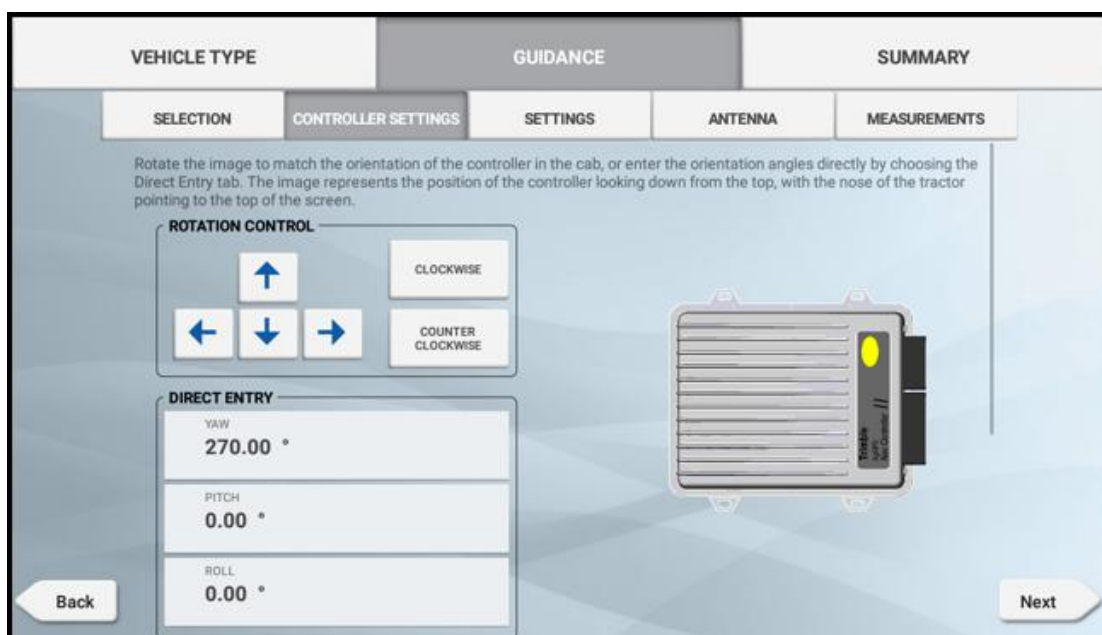 VEHICLE TYPE
GUIDANCE
SUMMARY
SELECTION
CONTROLLER SETTINGS
SETTINGS
ANTENNA
MEASUREMENTS
Rotate the image to match the orientation of the controller in the cab, or enter the orientation angles directly by choosing the
Direct Entry tab. The image represents the position of the controller looking down from the top, with the nose of the tractor
pointing to the top of the screen.
ROTATION CONTROL
CLOCKWISE
COUNTER
CLOCKWISE
DIRECT ENTRY
YAW
270.00 °
PITCH
0.00 °
ROLL
0.00 °
Trimble
Nav Controller II
Back
Next